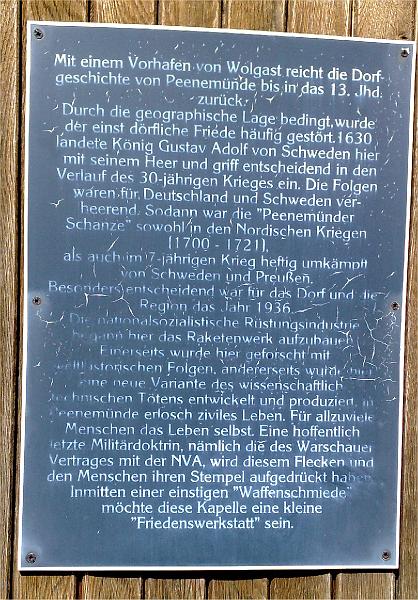 Mit einem Vorhafen von Wolgast reicht die Dorf-
geschichte von Peenemünde bis in das 13. Jhd.
zurück.
Durch die geographische Lage bedingt, wurde
der einst dörfliche Friede häufig gestört. 1630
landete König Gustav Adolf von Schweden hier
mit seinem Heer und griff entscheidend in den
Verlauf des 30-jährigen Krieges ein. Die Folgen
waren für Deutschland und Schweden ver-
heerend. Sodann war die "Peenemünder
Schanze" sowohl in den Nordischen Kriegen
(1700 - 1721),
als auch im 7-jährigen Krieg heftig umkämpft
von Schweden und Preußen.
Besonders entscheidend war für das Dorf und die
Region das Jahr 1936.
Die nationalsozialistische Rüstungsindustrie
begann hier das Raketenwerk aufzubauen.
Einerseits wurde hier geforscht mit
welthistorischen Folgen, andererseits wurde hier
eine neue Variante des wissenschaftlich
technischen Tötens entwickelt und produziert, in
Peenemünde erlosch ziviles Leben. Für allzuviele
Menschen das Leben selbst. Eine hoffentlich
letzte Militärdoktrin, nämlich die des Warschauer
Vertrages mit der NVA, wird diesem Flecken und
den Menschen ihren Stempel aufgedrückt haben.
Inmitten einer einstigen "Waffenschmiede"
möchte diese Kapelle eine kleine
"Friedenswerkstatt" sein.